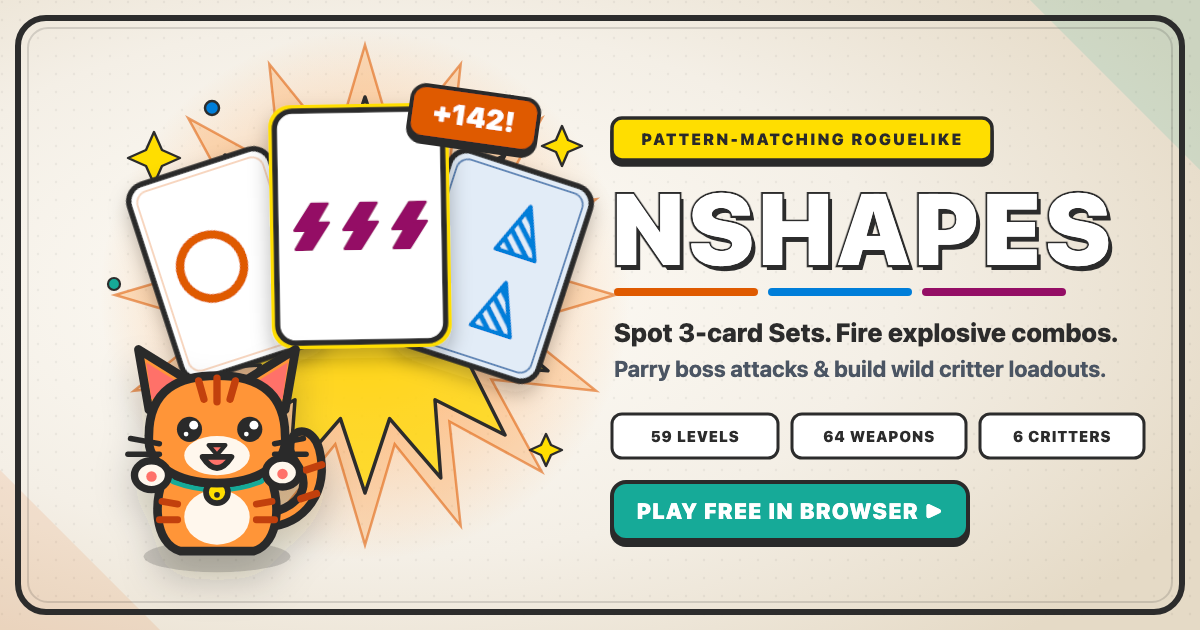 +142!
PATTERN-MATCHING ROGUELIKE
NSHAPES
Spot 3-card Sets. Fire explosive combos.
Parry boss attacks & build wild critter loadouts.
59 LEVELS
64 WEAPONS
6 CRITTERS
PLAY FREE IN BROWSER